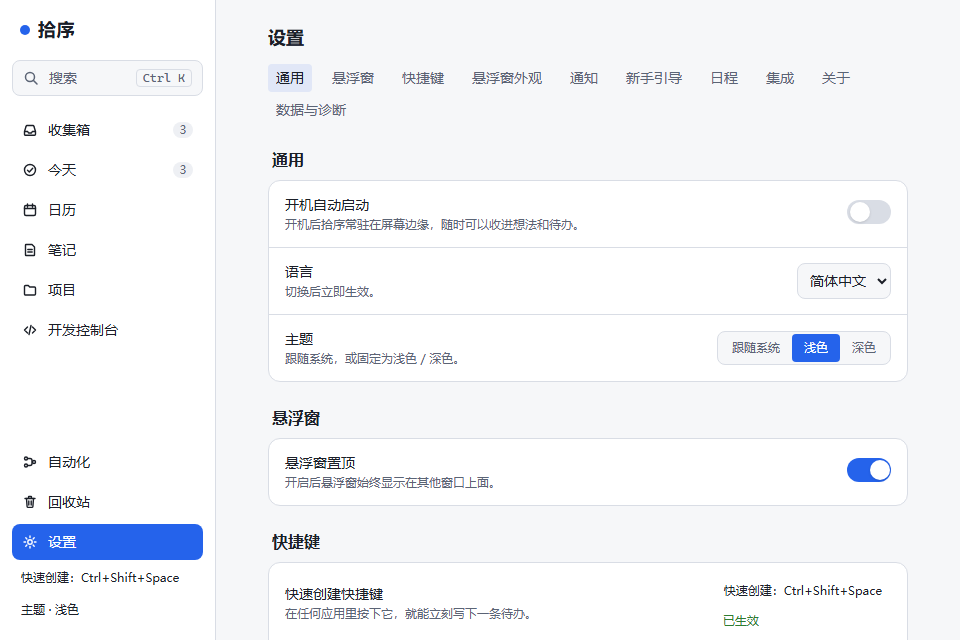 拾序
搜索 Ctrl K
收集箱 3
今天 3
日历
笔记
项目
开发控制台
自动化
回收站
设置
快速创建: Ctrl+Shift+Space
主题 · 浅色
设置
通用 悬浮窗 快捷键 悬浮窗外观 通知 新手引导 日程 集成 关于
数据与诊断
通用
开机自动启动
开机后拾序常驻在屏幕边缘，随时可以收进想法和待办。
语言
切换后立即生效。
简体中文
主题
跟随系统，或固定为浅色 / 深色。
跟随系统 浅色 深色
悬浮窗
悬浮窗置顶
开启后悬浮窗始终显示在其他窗口上面。
快捷键
快速创建快捷键
在任何应用里按下它，就能立刻写下一条待办。
快速创建: Ctrl+Shift+Space
已生效